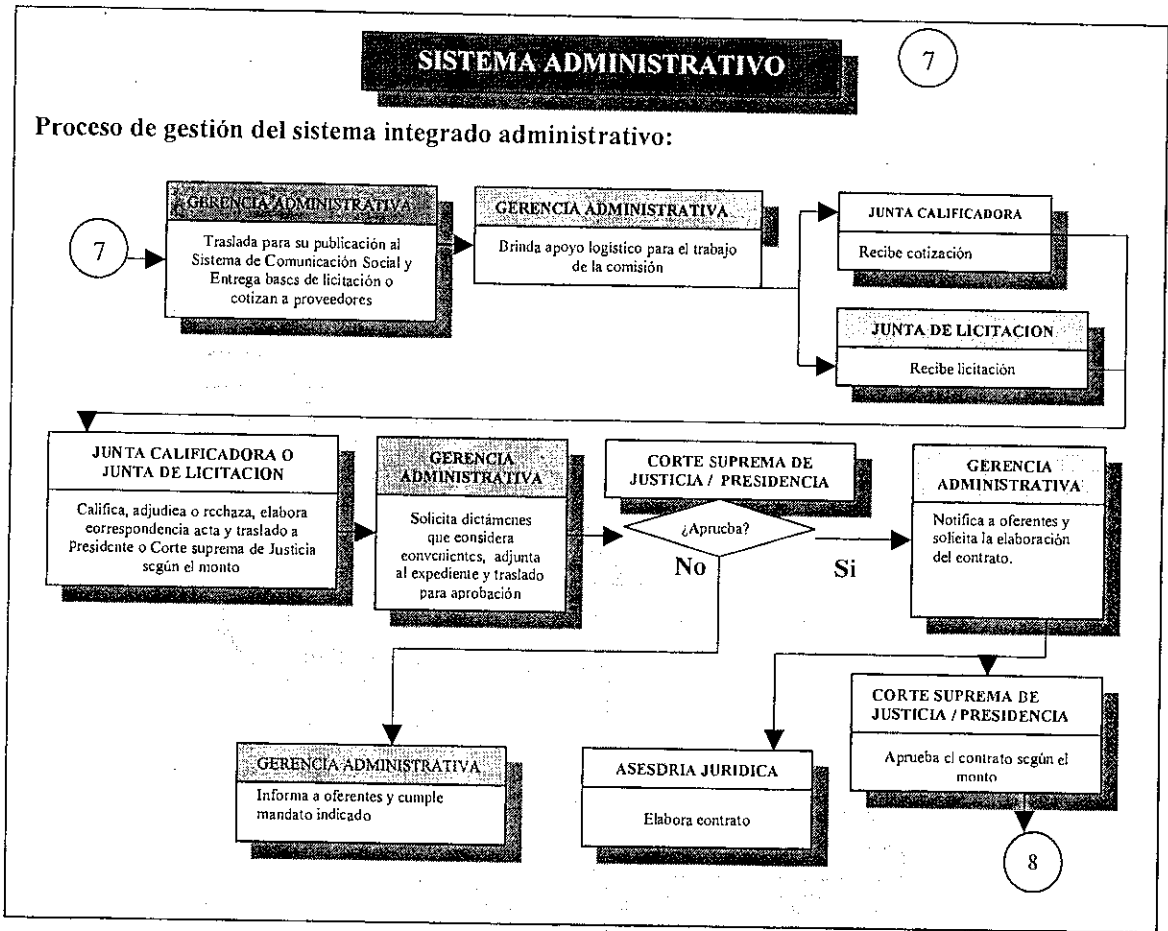 SISTEMA ADMINISTRATIVO
7
Proceso de gestión del sistema integrado administrativo:
7
GERENCIA ADMINISTRATIVA
Traslada para su publicación al
Sistema de Comunicación Social y
Entrega bases de licitación o
cotizan a proveedores
GERENCIA ADMINISTRATIVA
Brinda apoyo logístico para el trabajo
de la comisión
JUNTA CALIFICADORA
Recibe cotización
JUNTA DE LICITACION
Recibe licitación
JUNTA CALIFICADORA O
JUNTA DE LICITACION
Califica, adjudica o rechaza, elabora
correspondencia acta y traslado a
Presidente o Corte suprema de Justicia
según el monto
GERENCIA
ADMINISTRATIVA
Solicita dictámenes
que considera
convenientes, adjunta
al expediente y traslado
para aprobación
CORTE SUPREMA DE
JUSTICIA / PRESIDENCIA
¿Aprueba?
No
Si
GERENCIA
ADMINISTRATIVA
Notifica a oferentes y
solicita la elaboración
del contrato.
CORTE SUPREMA DE
JUSTICIA / PRESIDENCIA
Aprueba el contrato según el
monto
GERENCIA ADMINISTRATIVA
Informa a oferentes y cumple
mandato indicado
ASESORIA JURIDICA
Elabora contrato
8